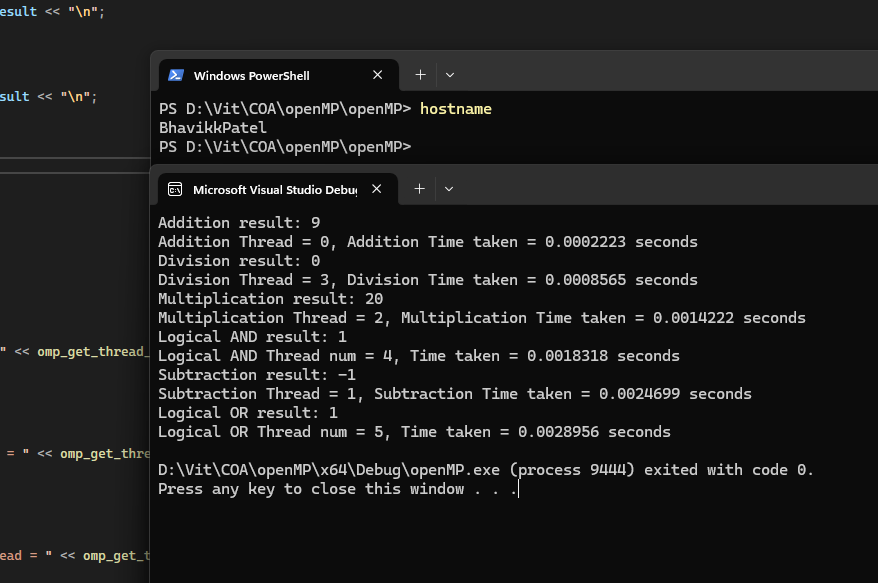 esult << "\n";
sult << "\n";
" << omp_get_thread_
= " << omp_get_thre
ead = " << omp_get_t
Windows PowerShell
PS D:\Vit\COA\openMP\openMP> hostname
BhavikkPatel
PS D:\Vit\COA\openMP\openMP>
Microsoft Visual Studio Debug
Addition result: 9
Addition Thread = 0, Addition Time taken = 0.0002223 seconds
Division result: 0
Division Thread = 3, Division Time taken = 0.0008565 seconds
Multiplication result: 20
Multiplication Thread = 2, Multiplication Time taken = 0.0014222 seconds
Logical AND result: 1
Logical AND Thread num = 4, Time taken = 0.0018318 seconds
Subtraction result: -1
Subtraction Thread = 1, Subtraction Time taken = 0.0024699 seconds
Logical OR result: 1
Logical OR Thread num = 5, Time taken = 0.0028956 seconds
D:\Vit\COA\openMP\x64\Debug\openMP.exe (process 9444) exited with code 0.
Press any key to close this window . . .